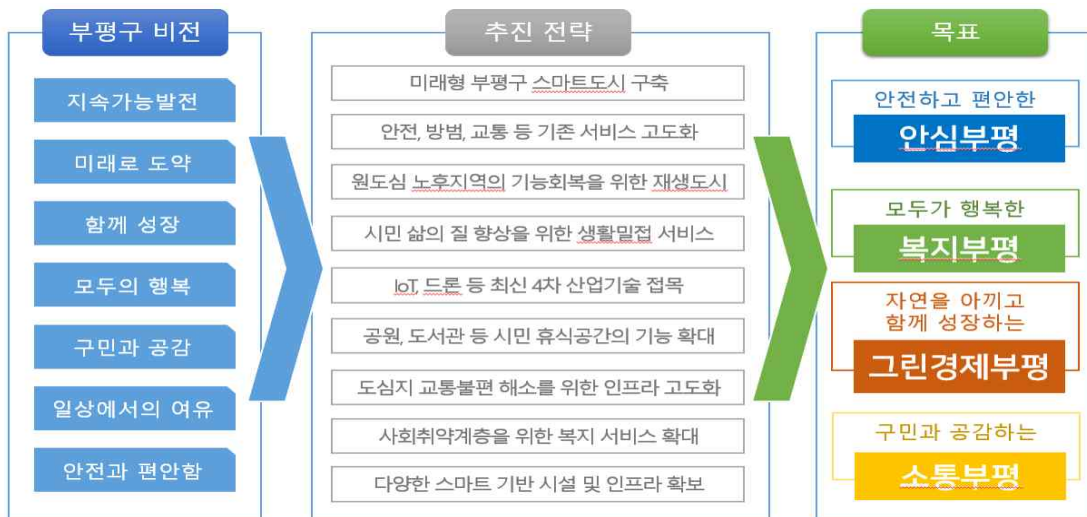 부평구 비전
지속가능발전
미래로 도약
함께 성장
모두의 행복
구민과 공감
일상에서의 여유
안전과 편안함
추진 전략
미래형 부평구 스마트도시 구축
안전, 방범, 교통 등 기존 서비스 고도화
원도심 노후지역의 기능회복을 위한 재생도시
시민 삶의 질 향상을 위한 생활밀접 서비스
IoT, 드론 등 최신 4차 산업기술 접목
공원, 도서관 등 시민 휴식공간의 기능 확대
도심지 교통불편 해소를 위한 인프라 고도화
사회취약계층을 위한 복지 서비스 확대
다양한 스마트 기반 시설 및 인프라 확보
목표
안전하고 편안한
안심부평
모두가 행복한
복지부평
자연을 아끼고
함께 성장하는
그린경제부평
구민과 공감하는
소통부평